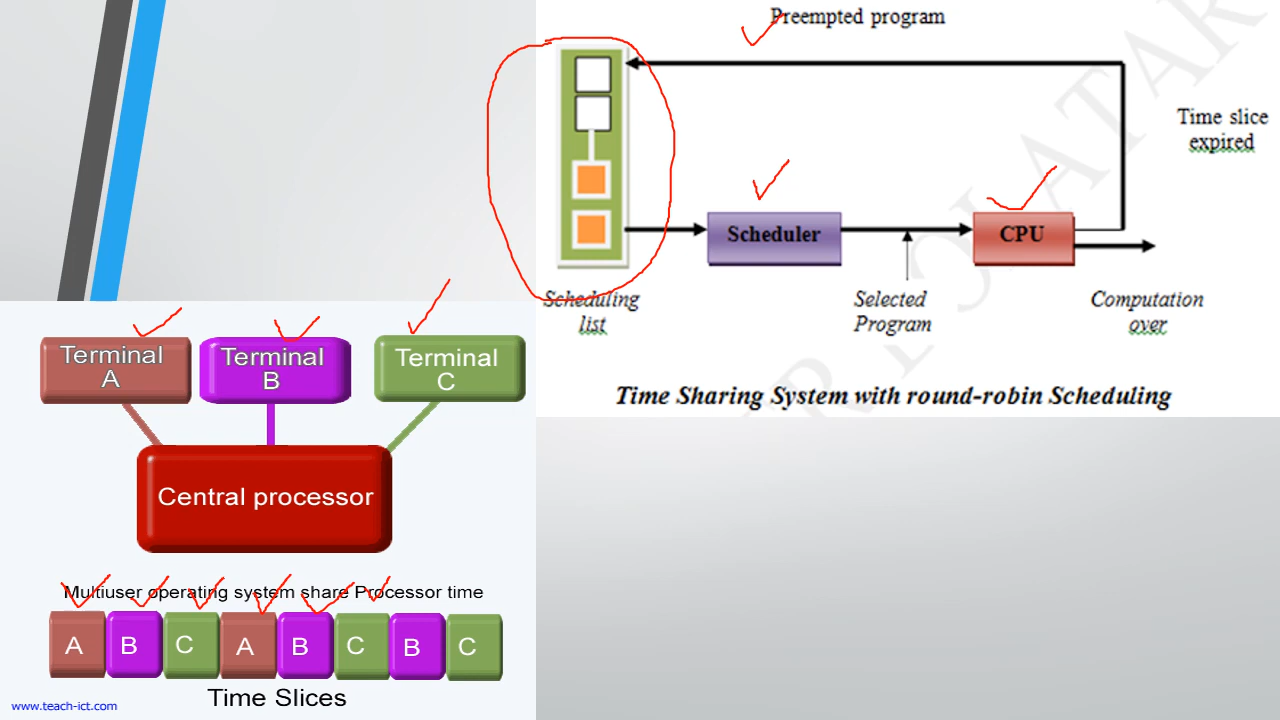 Preempted program
Time slice
expired
Scheduler
CPU
Scheduling
list
Selected
Program
Computation
over
Time Sharing System with round-robin Scheduling
Terminal
A
Terminal
B
Terminal
C
Central processor
Multiuser operating system share Processor time
A B C A B C B C
Time Slices
www.teach-ict.com